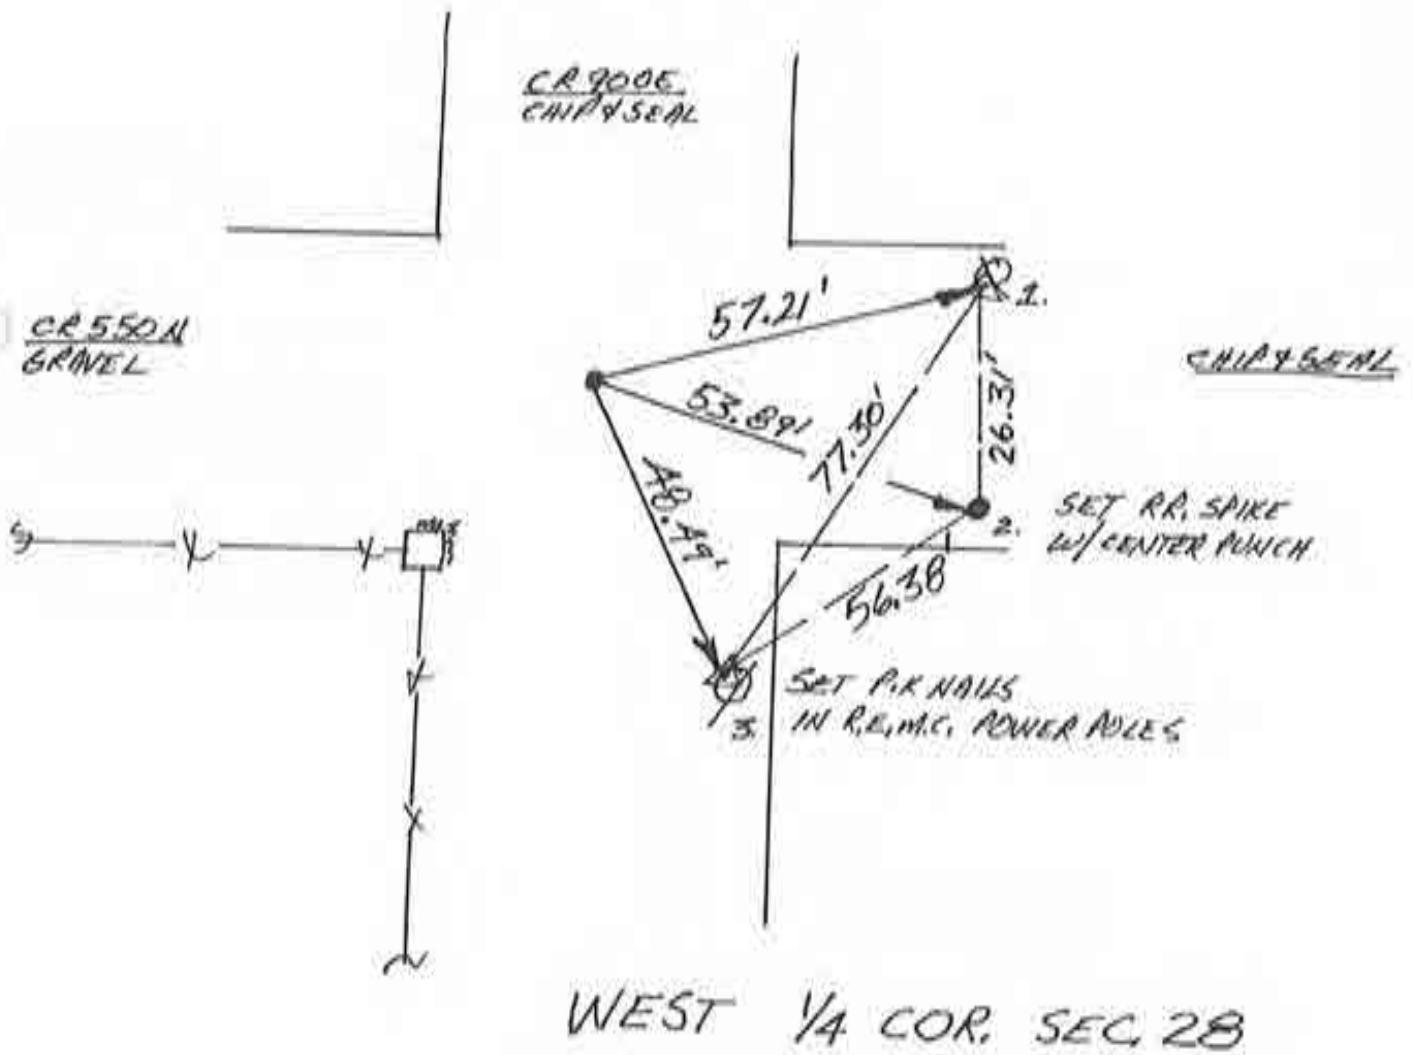 CR 900E
CHIP & SEAL
CR 550N
GRAVEL
57.21'
1.
CHIP & SEAL
53.89'
77.30'
26.31'
48.49'
2.
SET RR. SPIKE
W/ CENTER PUNCH
56.38
SET P.K NAILS
3. IN R.E.M.C. POWER POLES
WEST 1/4 COR. SEC. 28